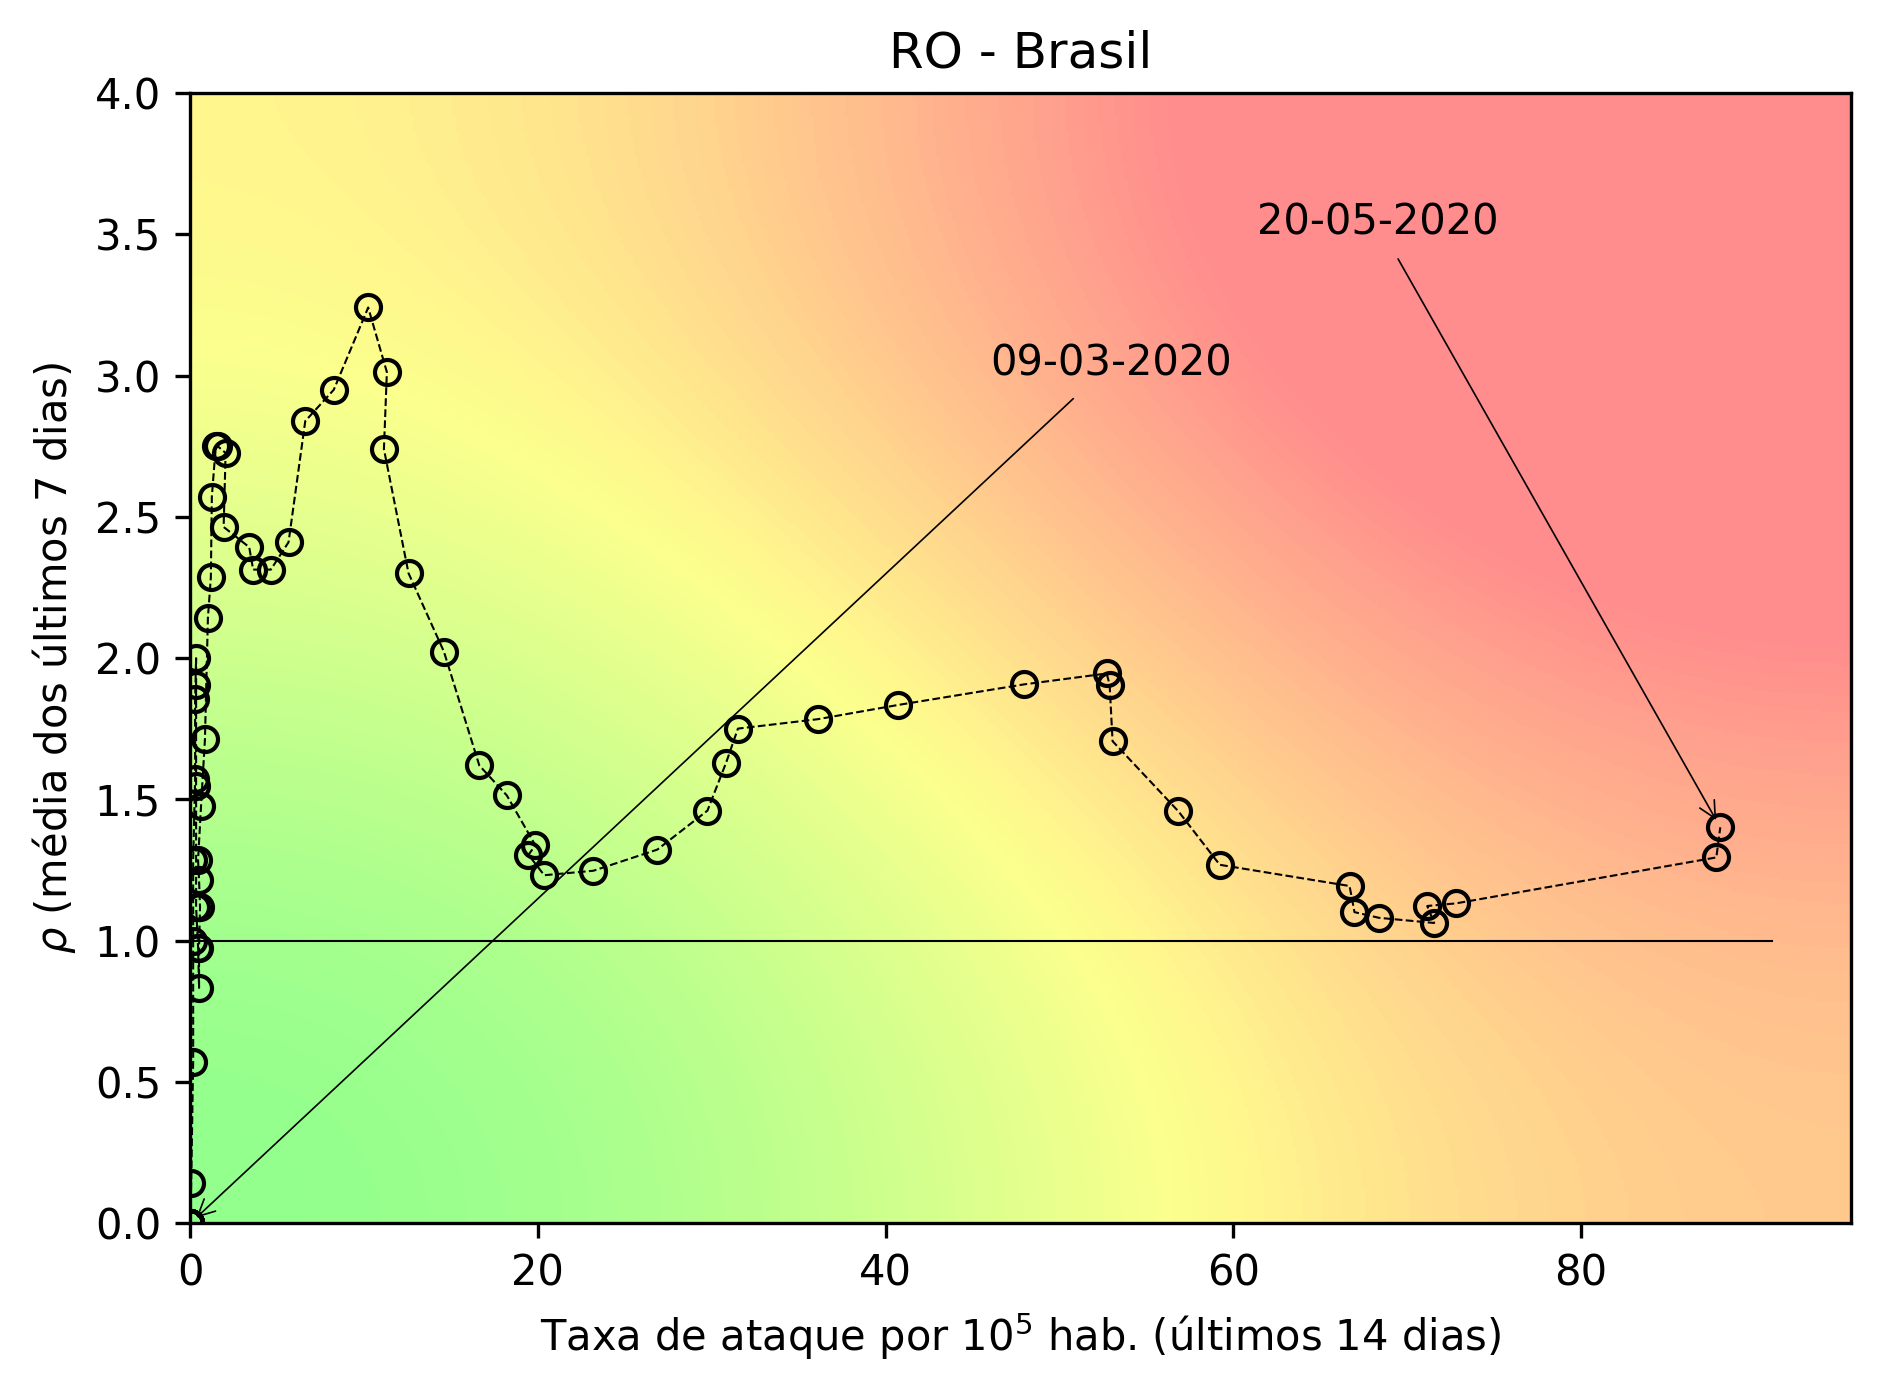 RO - Brasil
4.0
3.5
3.0
2.5
2.0
1.5
1.0
0.5
0.0
ρ (média dos últimos 7 dias)
20-05-2020
09-03-2020
0 20 40 60 80
Taxa de ataque por 10⁵ hab. (últimos 14 dias)